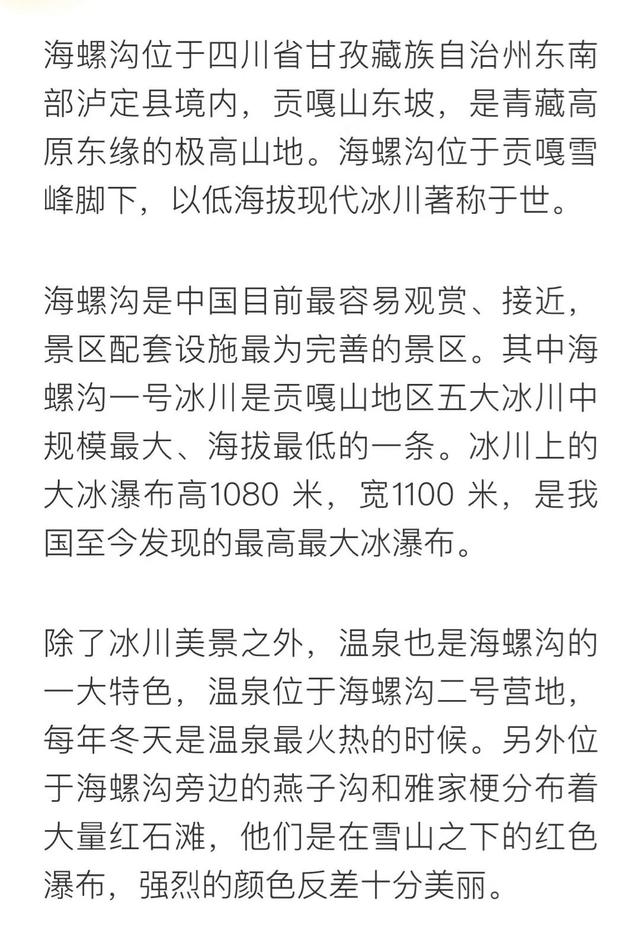 海螺沟位于四川省甘孜藏族自治州东南
部泸定县境内，贡嘎山东坡，是青藏高
原东缘的极高山地。海螺沟位于贡嘎雪
峰脚下，以低海拔现代冰川著称于世。
海螺沟是中国目前最容易观赏、接近，
景区配套设施最为完善的景区。其中海
螺沟一号冰川是贡嘎山地区五大冰川中
规模最大、海拔最低的一条。冰川上的
大冰瀑布高1080 米，宽1100 米，是我
国至今发现的最高最大冰瀑布。
除了冰川美景之外，温泉也是海螺沟的
一大特色，温泉位于海螺沟二号营地，
每年冬天是温泉最火热的时候。另外位
于海螺沟旁边的燕子沟和雅家梗分布着
大量红石滩，他们是在雪山之下的红色
瀑布，强烈的颜色反差十分美丽。